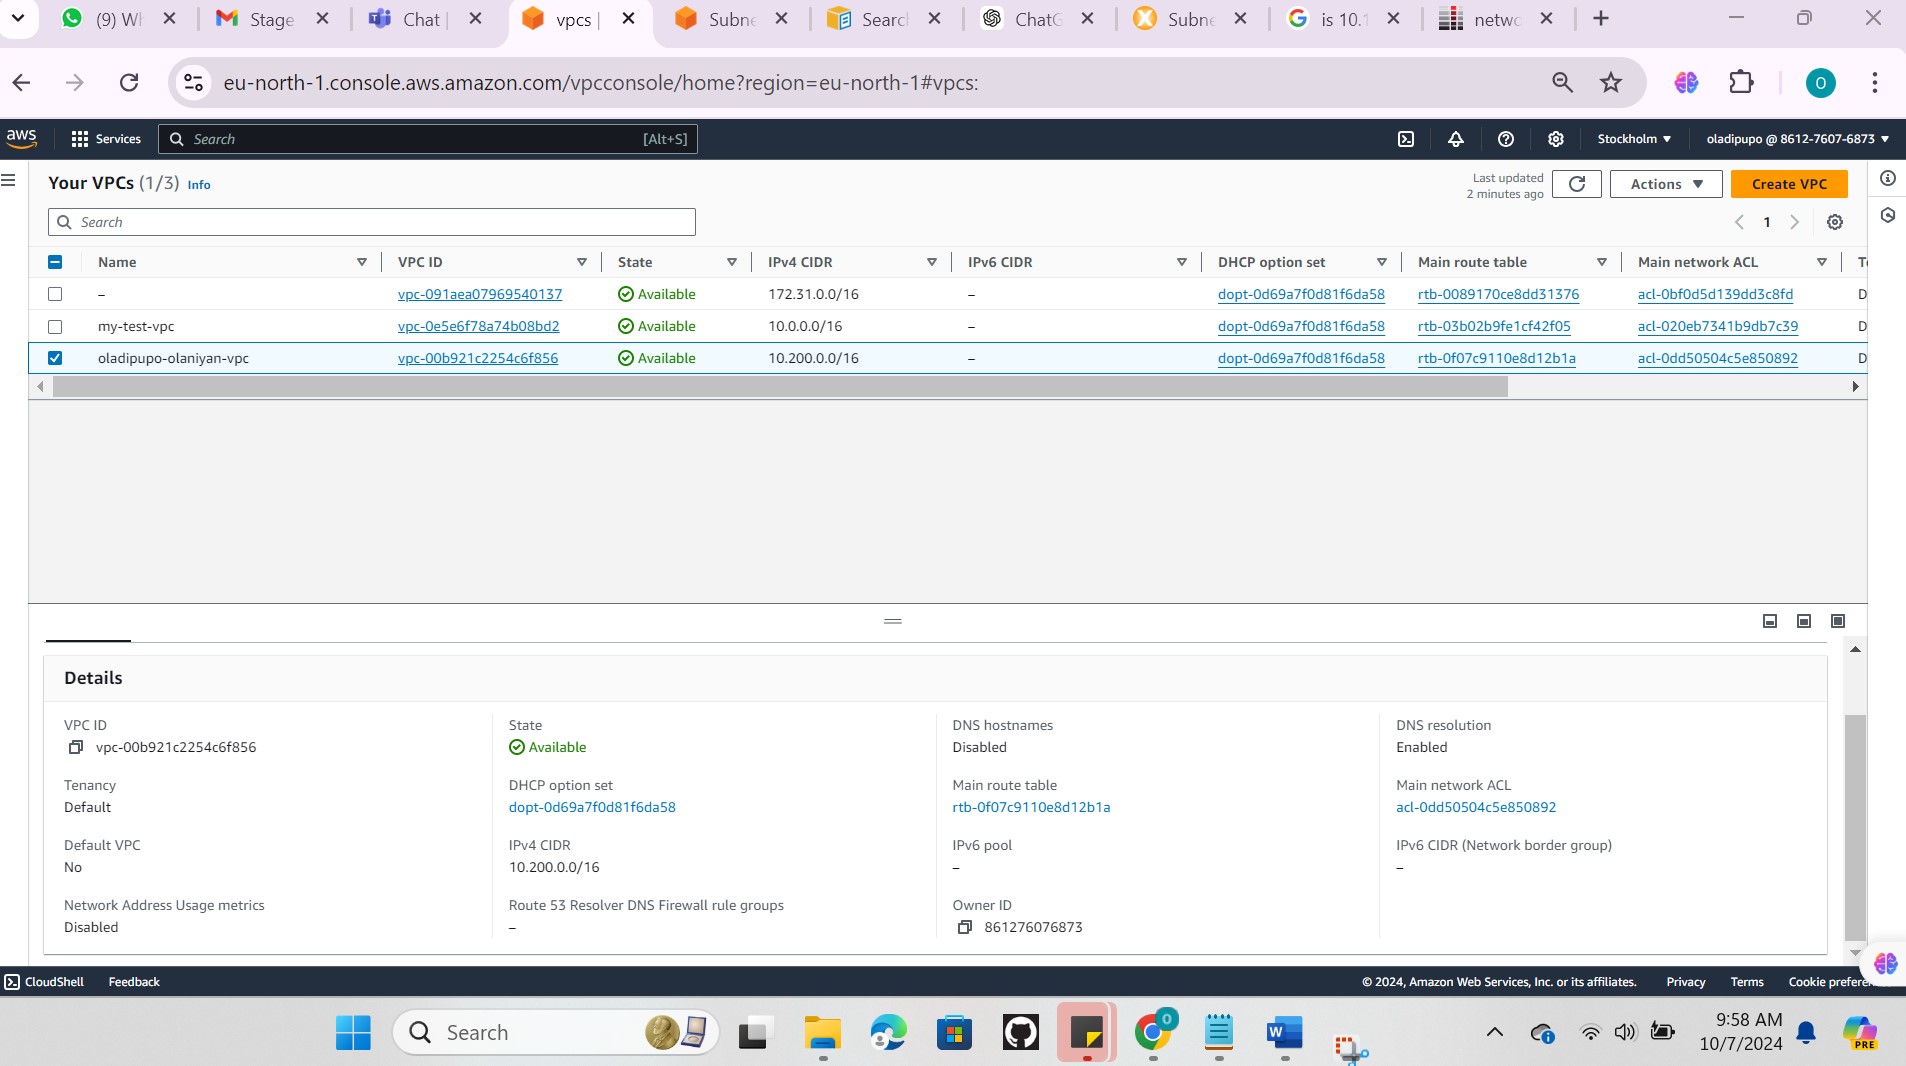 (9) Wh
Stage
Chat |
vpcs |
Subne
Searc
ChatG
Subne
is 10.1
netwo
eu-north-1.console.aws.amazon.com/vpcconsole/home?region=eu-north-1#vpcs:
O
aws
Services
Search
[Alt+S]
Stockholm
oladipupo @ 8612-7607-6873
Your VPCs (1/3) Info
Last updated
2 minutes ago
Actions
Create VPC
Search
1
Name
VPC ID
State
IPv4 CIDR
IPv6 CIDR
DHCP option set
Main route table
Main network ACL
– vpc-091aea07969540137 Available 172.31.0.0/16 – dopt-0d69a7f0d81f6da58 rtb-0089170ce8dd31376 acl-0bf0d5d139dd3c8fd D
my-test-vpc vpc-0e5e6f78a74b08bd2 Available 10.0.0.0/16 – dopt-0d69a7f0d81f6da58 rtb-03b02b9fe1cf42f05 acl-020eb7341b9db7c39 D
oladipupo-olaniyan-vpc vpc-00b921c2254c6f856 Available 10.200.0.0/16 – dopt-0d69a7f0d81f6da58 rtb-0f07c9110e8d12b1a acl-0dd50504c5e850892 D
Details
VPC ID
vpc-00b921c2254c6f856
State
Available
DNS hostnames
Disabled
DNS resolution
Enabled
Tenancy
Default
DHCP option set
dopt-0d69a7f0d81f6da58
Main route table
rtb-0f07c9110e8d12b1a
Main network ACL
acl-0dd50504c5e850892
Default VPC
No
IPv4 CIDR
10.200.0.0/16
IPv6 pool
–
IPv6 CIDR (Network border group)
–
Network Address Usage metrics
Disabled
Route 53 Resolver DNS Firewall rule groups
–
Owner ID
861276076873
CloudShell
Feedback
© 2024, Amazon Web Services, Inc. or its affiliates.
Privacy
Terms
Cookie prefere
Search
9:58 AM
10/7/2024
PRE